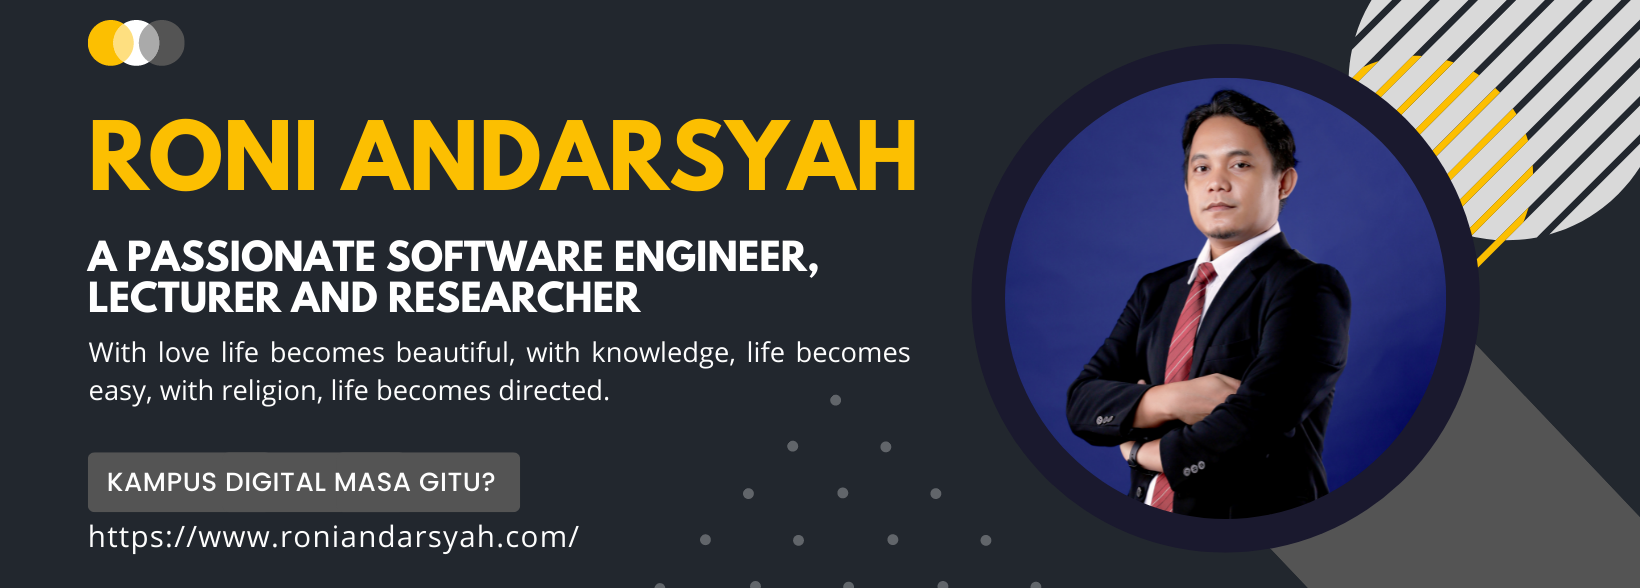 RONI ANDARSYAH
A PASSIONATE SOFTWARE ENGINEER,
LECTURER AND RESEARCHER
With love life becomes beautiful, with knowledge, life becomes
easy, with religion, life becomes directed.
KAMPUS DIGITAL MASA GITU?
https://www.roniandarsyah.com/